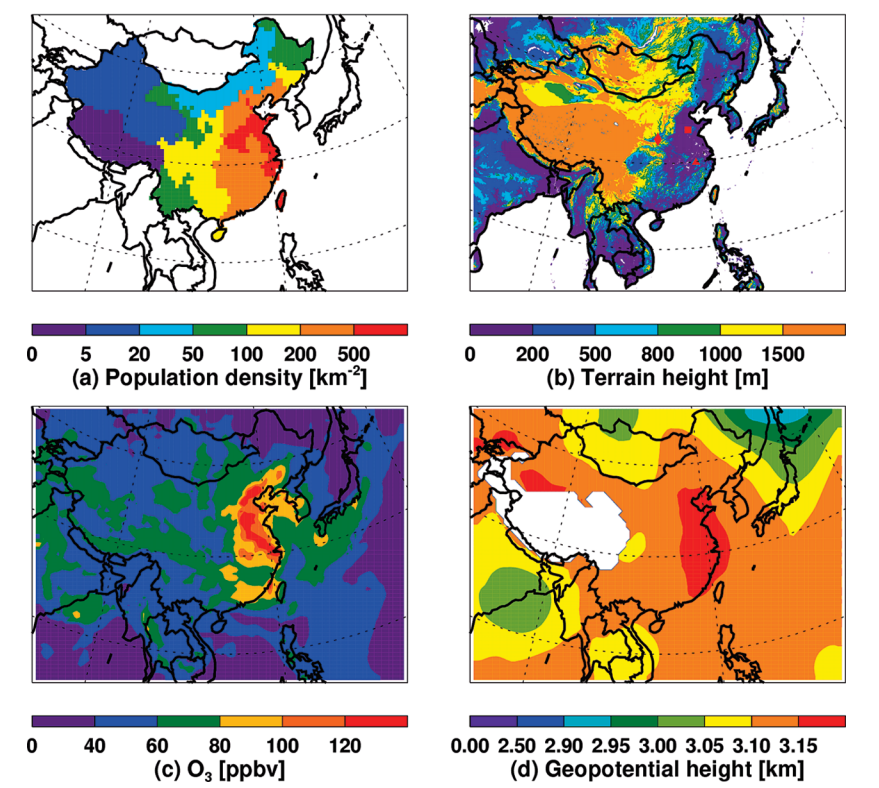 0 5 20 50 100 200 500
(a) Population density [km⁻²]
0 200 500 800 1000 1500
(b) Terrain height [m]
0 40 60 80 100 120
(c) O₃ [ppbv]
0.00 2.50 2.90 2.95 3.00 3.05 3.10 3.15
(d) Geopotential height [km]